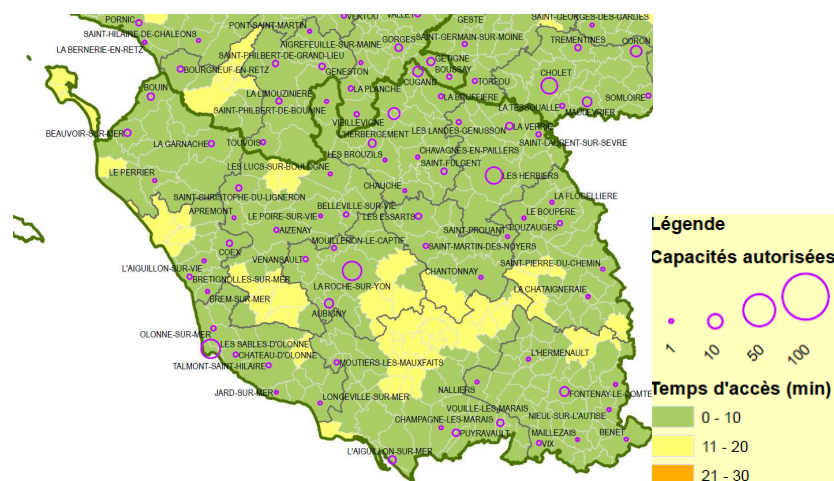 PORNIC
PONT-SAINT-MARTIN
VERTOU
VALLET
GESTE
SAINT-GEORGES-DES-GARDES
SAINT-HILAIRE-DE-CHALEONS
AIGREFEUILLE-SUR-MAINE
GORGES
SAINT-GERMAIN-SUR-MOINE
TREMENTINES
CORON
LA BERNERIE-EN-RETZ
SAINT-PHILBERT-DE-GRAND-LIEU
GETIGNE
BOURGNEUF-EN-RETZ
GENESTON
BOUSSAY
CUGAND
TORFOU
CHOLET
BOUIN
LA LIMOUZINIERE
LA PLANCHE
LA BRUFFIERE
SOMLOIRE
SAINT-PHILBERT-DE-BOUAINE
LA TESSOUALLE
MAULEVRIER
VIEILLEVIGNE
BEAUVOIR-SUR-MER
LES LANDES-GENUSSON
LA VERRIE
LA GARNACHE
TOUVOIS
L'HERBERGEMENT
SAINT-LAURENT-SUR-SEVRE
LES BROUZILS
CHAVAGNES-EN-PAILLERS
SAINT-FULGENT
LES LUCS-SUR-BOULOGNE
LE PERRIER
LES HERBIERS
CHAUCHE
SAINT-CHRISTOPHE-DU-LIGNERON
LA FLOCELLIERE
APREMONT
LE POIRE-SUR-VIE
BELLEVILLE-SUR-VIE
LES ESSARTS
LE BOUPERE
AIZENAY
SAINT-PROUANT
POUZAUGES
COEX
MOUILLERON-LE-CAPTIF
SAINT-MARTIN-DES-NOYERS
VENANSAULT
L'AIGUILLON-SUR-VIE
SAINT-PIERRE-DU-CHEMIN
BRETIGNOLLES-SUR-MER
CHANTONNAY
LA ROCHE-SUR-YON
LA CHATAIGNERAIE
BREM-SUR-MER
AUBIGNY
OLONNE-SUR-MER
LES SABLES-D'OLONNE
CHATEAU-D'OLONNE
L'HERMENAULT
TALMONT-SAINT-HILAIRE
MOUTIERS-LES-MAUXFAITS
NALLIERS
JARD-SUR-MER
FONTENAY-LE-COMTE
LONGEVILLE-SUR-MER
VOUILLE-LES-MARAIS
NIEUL-SUR-L'AUTISE
CHAMPAGNE-LES-MARAIS
PUYRAVAULT
MAILLEZAIS
BENET
VIX
L'AIGUILLON-SUR-MER
Légende
Capacités autorisées
1
10
50
100
Temps d'accès (min)
0 - 10
11 - 20
21 - 30